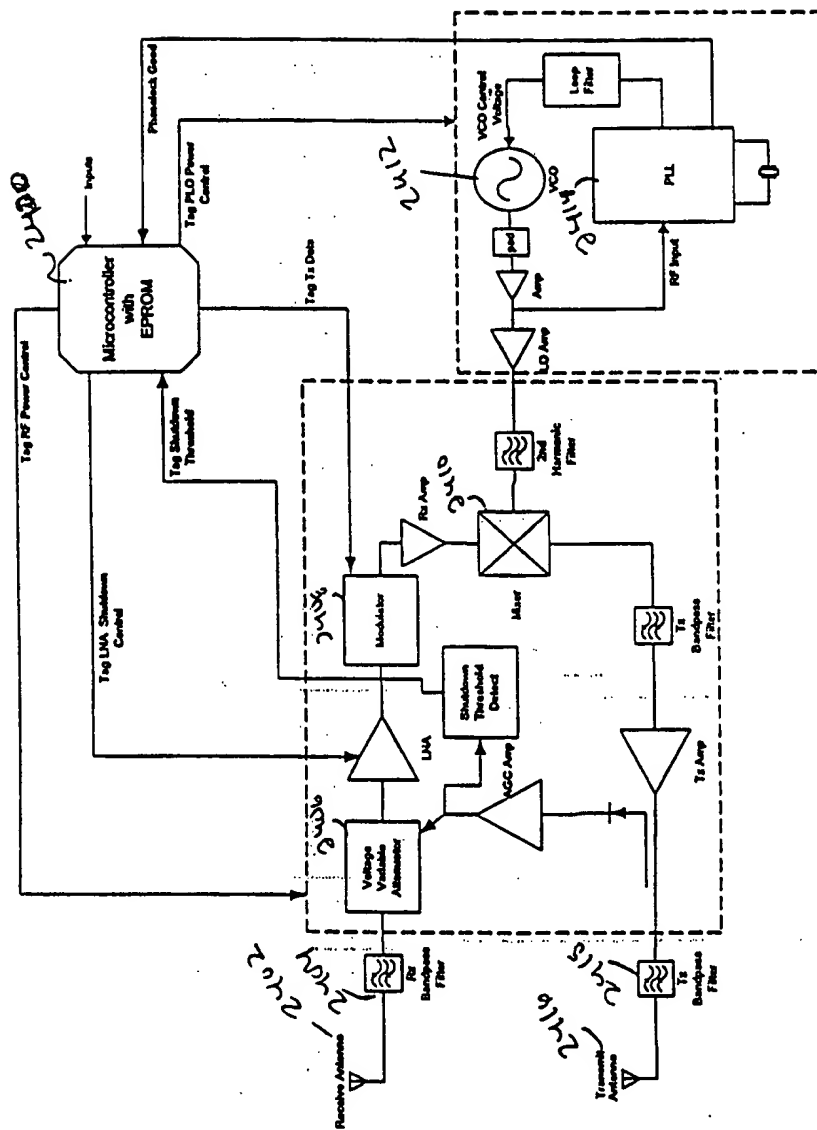 2400
Microcontroller
with
EPROM
Inputs
Phaselock Good
Tag PLO Power
Control
Tag Tx Data
Tag RF Power Control
Tag LNA Shutdown
Control
Tag Shutdown
Threshold
Receive Antenna
2402
2404
Rx
Bandpass
Filter
Voltage
Variable
Attenuator
LNA
Modulator
Rx Amp
Mixer
2nd
Harmonic
Filter
LO Amp
Amp
pad
VCO
2412
VCO Control
Voltage
Loop
Filter
PLL
2414
RF Input
Shutdown
Threshold
Detect
AGC Amp
Tx
Bandpass
Filter
Tx Amp
Tx
Bandpass
Filter
2418
Transmit
Antenna
2416